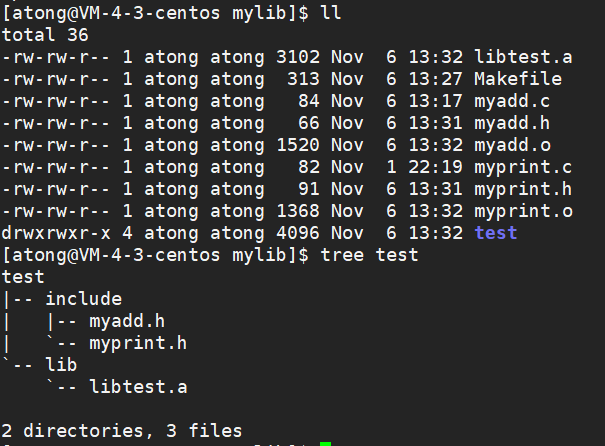 [atong@VM-4-3-centos mylib]$ ll
total 36
-rw-rw-r-- 1 atong atong 3102 Nov  6 13:32 libtest.a
-rw-rw-r-- 1 atong atong  313 Nov  6 13:27 Makefile
-rw-rw-r-- 1 atong atong   84 Nov  6 13:17 myadd.c
-rw-rw-r-- 1 atong atong   66 Nov  6 13:31 myadd.h
-rw-rw-r-- 1 atong atong 1520 Nov  6 13:32 myadd.o
-rw-rw-r-- 1 atong atong   82 Nov  1 22:19 myprint.c
-rw-rw-r-- 1 atong atong   91 Nov  6 13:31 myprint.h
-rw-rw-r-- 1 atong atong 1368 Nov  6 13:32 myprint.o
drwxrwxr-x 4 atong atong 4096 Nov  6 13:32 test
[atong@VM-4-3-centos mylib]$ tree test
test
|-- include
|   |-- myadd.h
|   `-- myprint.h
`-- lib
    `-- libtest.a

2 directories, 3 files